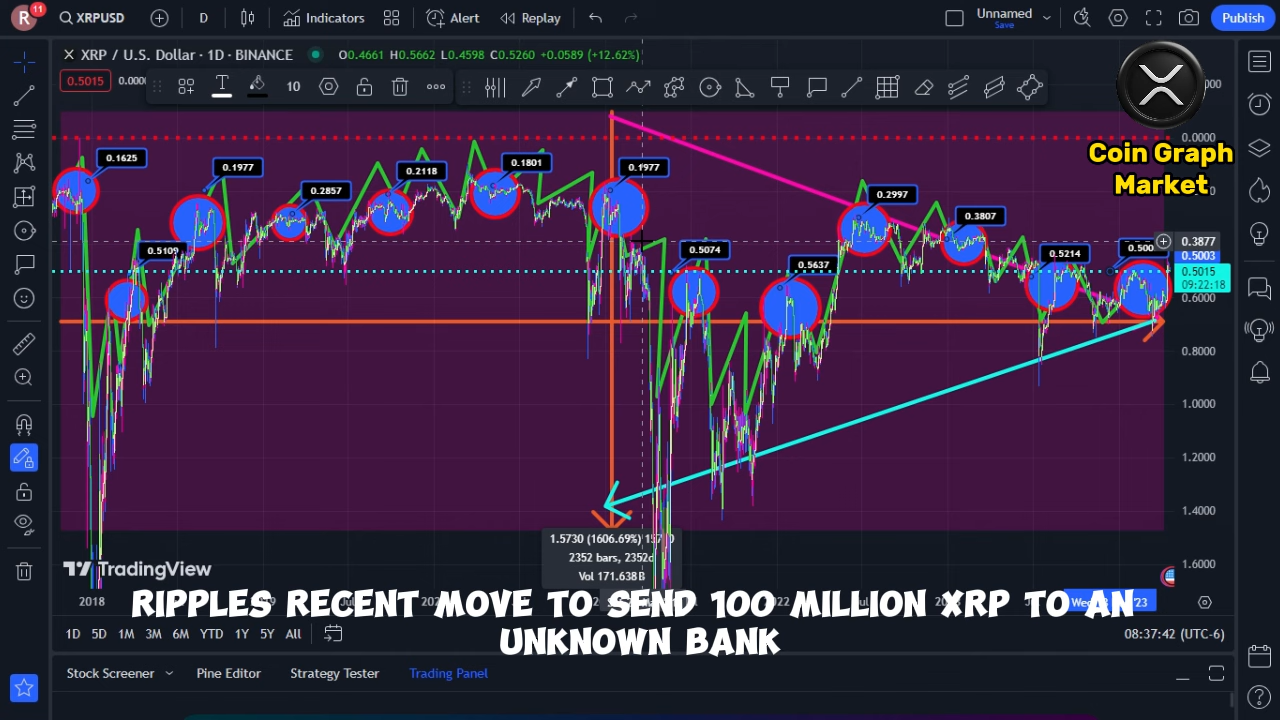 R
11
XRPUSD
D
Indicators
Alert
Replay
Unnamed
Save
Publish
XRP / U.S. Dollar · 1D · BINANCE
O0.4661 H0.5662 L0.4598 C0.5260 +0.0589 (+12.62%)
0.5015
T
10
Coin Graph
Market
0.0000
0.1625
0.1977
0.2857
0.2118
0.1801
0.1977
0.2997
0.3807
0.5109
0.5074
0.5637
0.5214
0.500
0.3877
0.5003
0.5015
09:22:18
0.6000
0.8000
1.0000
1.2000
1.4000
1.6000
1.5730 (1606.69%)
2352 bars, 2352d
Vol 171.638B
TradingView
2018
RIPPLES RECENT MOVE TO SEND 100 MILLION XRP TO AN
UNKNOWN BANK
1D 5D 1M 3M 6M YTD 1Y 5Y All
08:37:42 (UTC-6)
Stock Screener
Pine Editor
Strategy Tester
Trading Panel